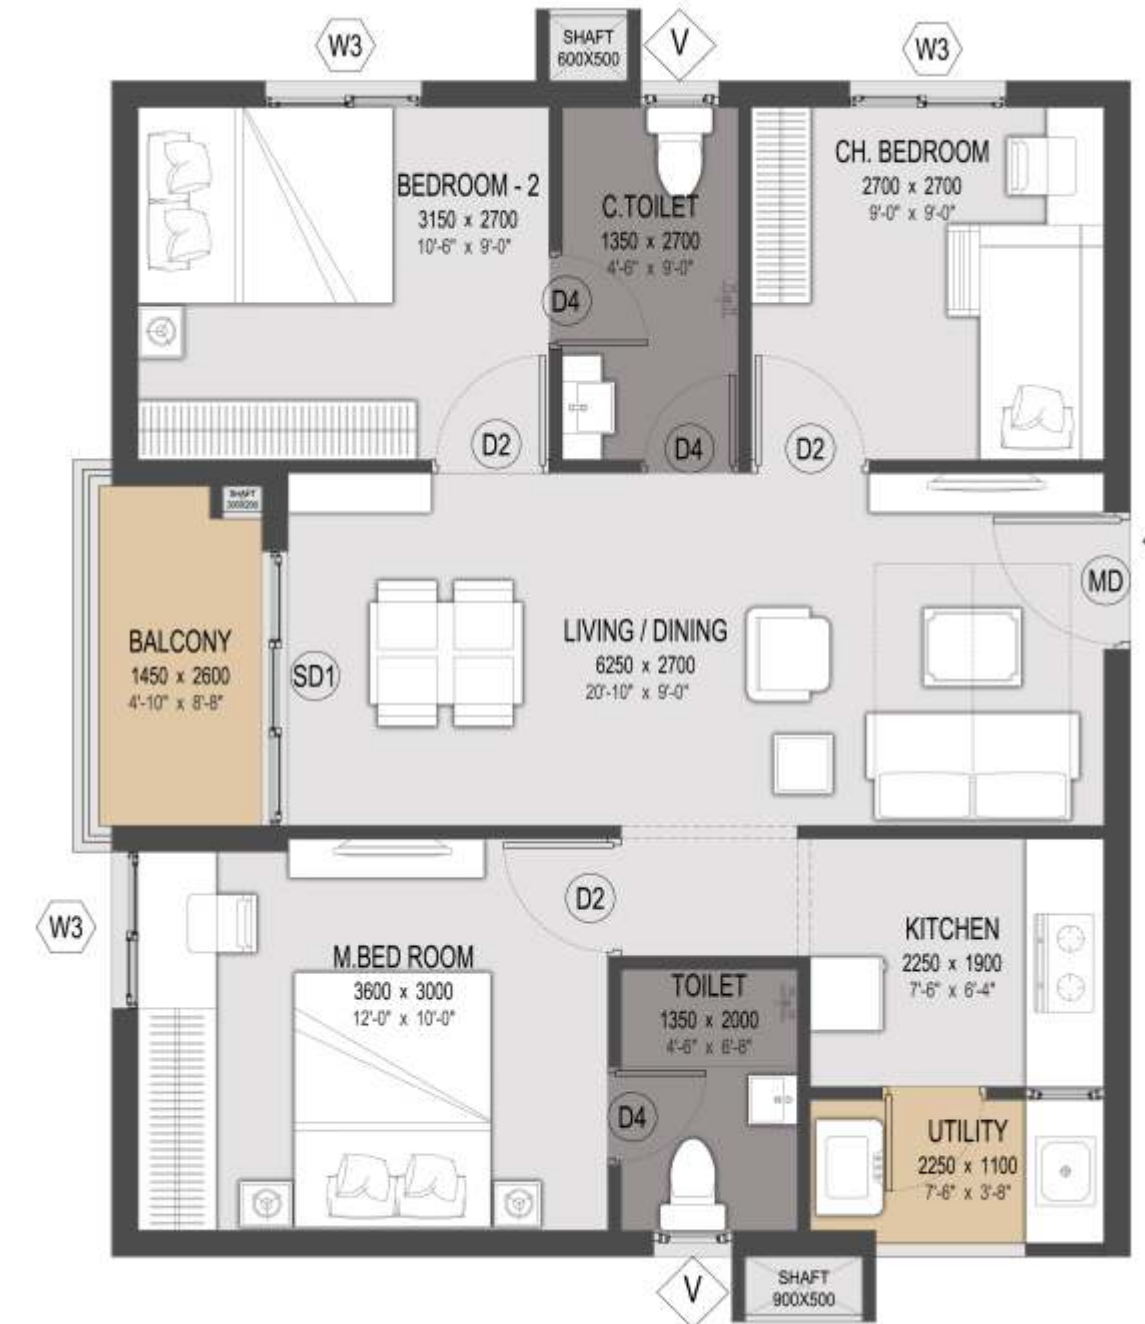 W3
SHAFT
600X500
V
W3
BEDROOM - 2
3150 x 2700
10'-6" x 9'-0"
C.TOILET
1350 x 2700
4'-6" x 9'-0"
CH. BEDROOM
2700 x 2700
9'-0" x 9'-0"
D4
D2
D4
D2
SHAFT
300X200
MD
BALCONY
1450 x 2600
4'-10" x 8'-8"
SD1
LIVING / DINING
6250 x 2700
20'-10" x 9'-0"
W3
D2
M.BED ROOM
3600 x 3000
12'-0" x 10'-0"
TOILET
1350 x 2000
4'-6" x 6'-8"
KITCHEN
2250 x 1900
7'-6" x 6'-4"
D4
UTILITY
2250 x 1100
7'-6" x 3'-8"
V
SHAFT
900X500